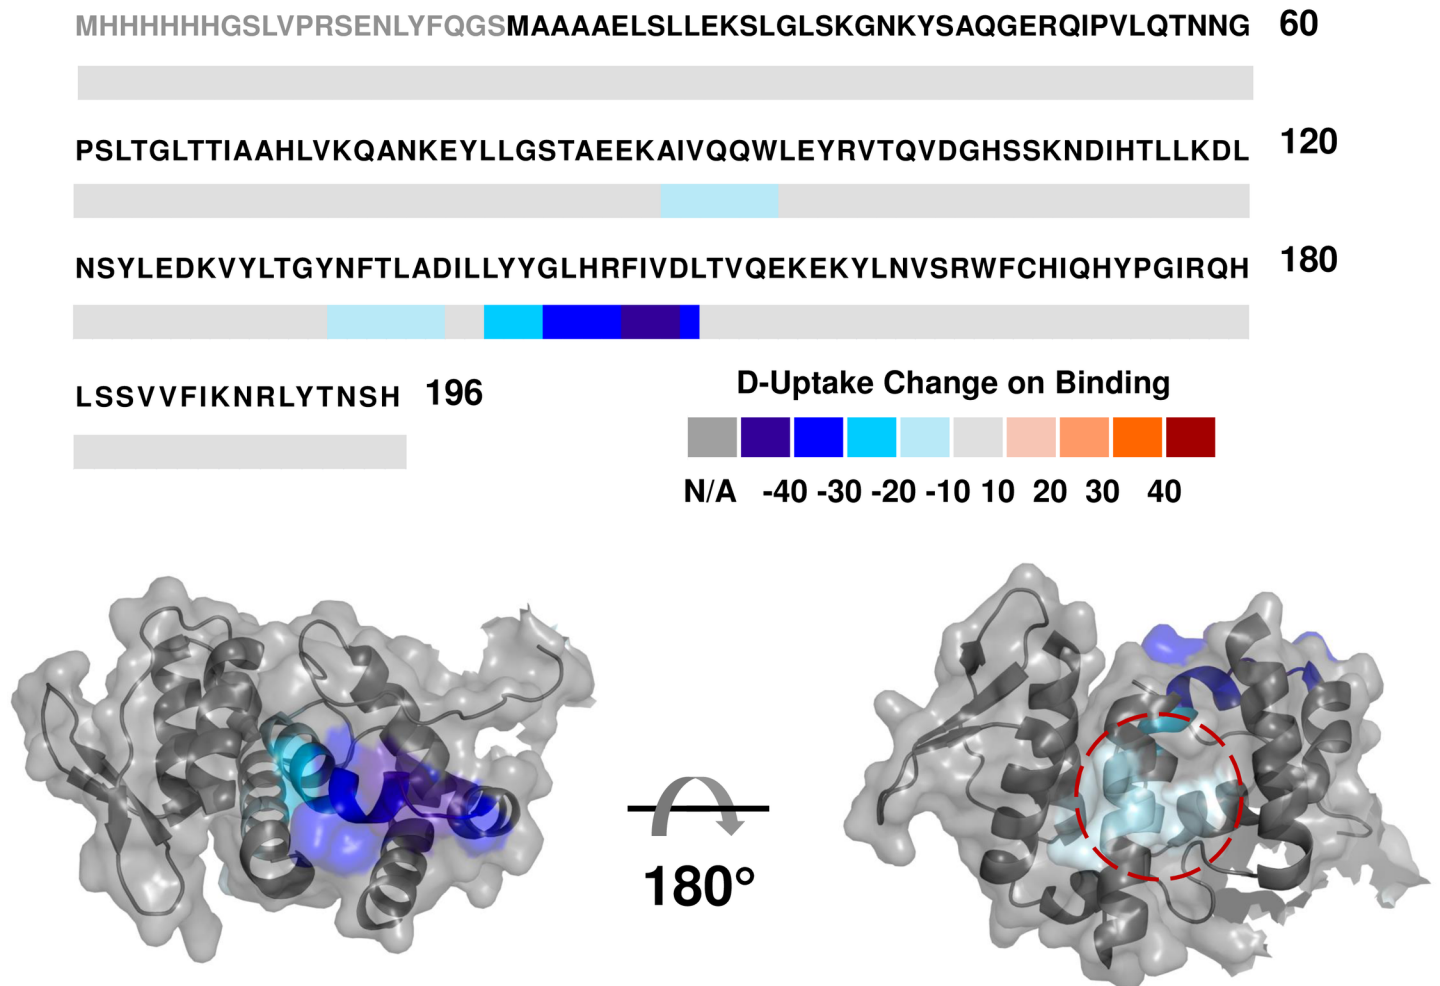 MHHHHHHGSLVPRSENLYFQGSMAAAAELSLLEKSLGLSKGNKYSAQGERQIPVLQTNNG 60
PSLTGLTTIAAHLVKQANKEYLLGSTAEEKAIVQQWLEYRVTQVDGHSSKNDIHTLLKDL 120
NSYLEDKVYLTGYNFTLADILLYYGLHRFIVDLTVQEKEKYLNVSRWFCHIQHYPGIRQH 180
LSSVVFIKNRLYTNSH 196
D-Uptake Change on Binding
N/A -40 -30 -20 -10 10 20 30 40
180°